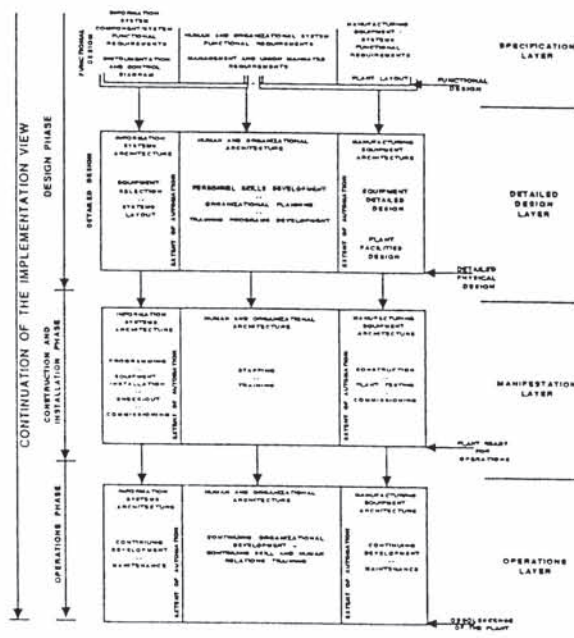 CONTINUATION OF THE IMPLEMENTATION VIEW
DESIGN PHASE
CONSTRUCTION AND
INSTALLATION PHASE
OPERATIONS PHASE
FUNCTIONAL
DESIGN
INFORMATION
SYSTEM
COMPONENT/SYSTEM
FUNCTIONAL
REQUIREMENTS
INSTRUMENTATION
AND CONTROL
DIAGRAM
HUMAN AND ORGANIZATIONAL SYSTEM
FUNCTIONAL REQUIREMENTS
MANAGEMENT AND UNION MANDATED
REQUIREMENTS
MANUFACTURING
EQUIPMENT -
SYSTEMS
FUNCTIONAL
REQUIREMENTS
PLANT LAYOUT
FUNCTIONAL
DESIGN
SPECIFICATION
LAYER
DETAILED DESIGN
INFORMATION
SYSTEMS
ARCHITECTURE
EQUIPMENT
SELECTION
SYSTEMS
LAYOUT
EXTENT OF AUTOMATION
HUMAN AND ORGANIZATIONAL
ARCHITECTURE
PERSONNEL SKILLS DEVELOPMENT
ORGANIZATIONAL PLANNING
TRAINING PROGRAMS DEVELOPMENT
EXTENT OF AUTOMATION
MANUFACTURING
EQUIPMENT
ARCHITECTURE
EQUIPMENT
DETAILED
DESIGN
PLANT
FACILITIES
DESIGN
DETAILED
PHYSICAL
DESIGN
DETAILED
DESIGN
LAYER
INFORMATION
SYSTEMS
ARCHITECTURE
PROGRAMMING
EQUIPMENT
INSTALLATION
CHECKOUT
COMMISSIONING
EXTENT OF AUTOMATION
HUMAN AND ORGANIZATIONAL
ARCHITECTURE
STAFFING
TRAINING
EXTENT OF AUTOMATION
MANUFACTURING
EQUIPMENT
ARCHITECTURE
CONSTRUCTION
PLANT TESTING
COMMISSIONING
PLANT READY
FOR
OPERATIONS
MANIFESTATION
LAYER
INFORMATION
SYSTEMS
ARCHITECTURE
CONTINUING
DEVELOPMENT
MAINTENANCE
EXTENT OF AUTOMATION
HUMAN AND ORGANIZATIONAL
ARCHITECTURE
CONTINUING ORGANIZATIONAL
DEVELOPMENT
CONTINUING SKILL AND HUMAN
RELATIONS TRAINING
EXTENT OF AUTOMATION
MANUFACTURING
EQUIPMENT
ARCHITECTURE
CONTINUING
DEVELOPMENT
MAINTENANCE
OBSOLESCENCE
OF THE PLANT
OPERATIONS
LAYER